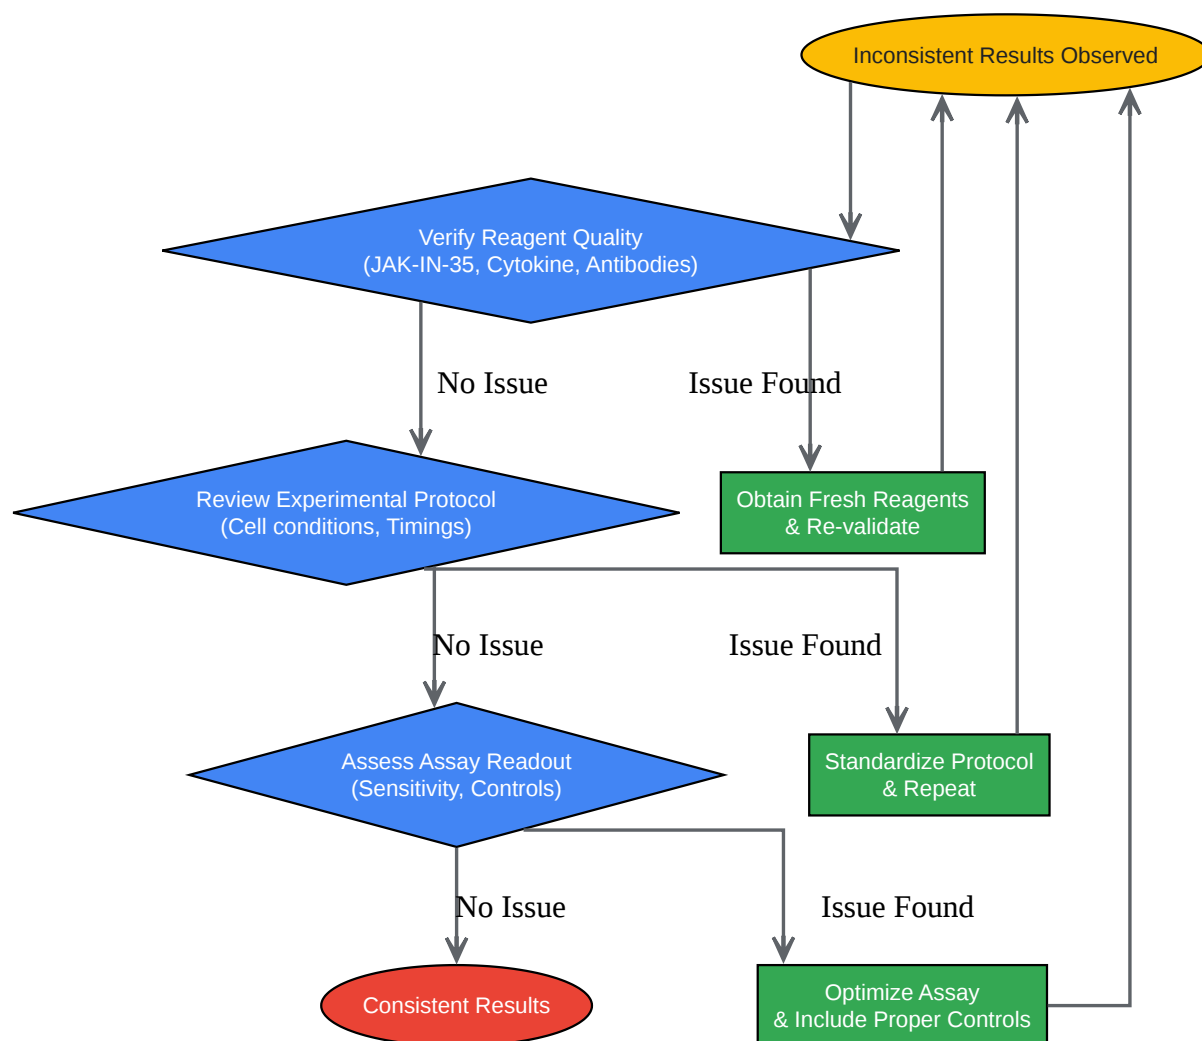 Inconsistent Results Observed
Verify Reagent Quality
(JAK-IN-35, Cytokine, Antibodies)
No Issue
Issue Found
Review Experimental Protocol
(Cell conditions, Timings)
Obtain Fresh Reagents
& Re-validate
No Issue
Issue Found
Assess Assay Readout
(Sensitivity, Controls)
Standardize Protocol
& Repeat
No Issue
Issue Found
Consistent Results
Optimize Assay
& Include Proper Controls